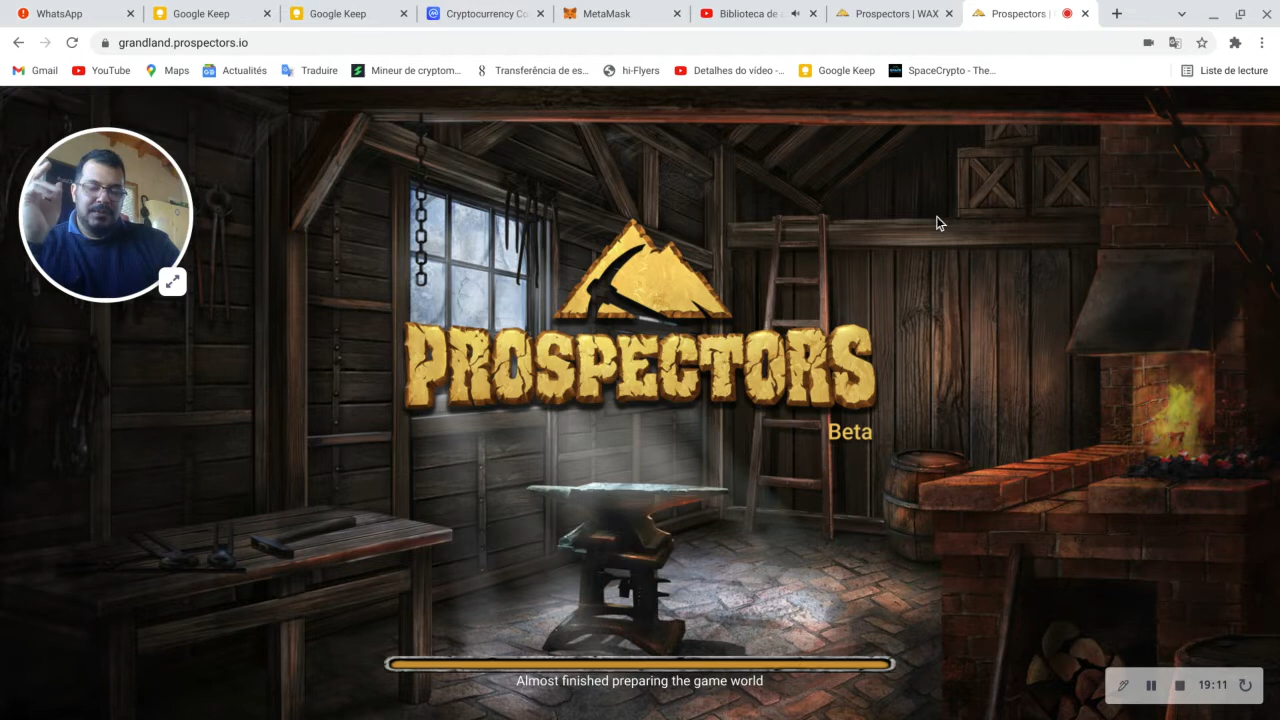 WhatsApp
Google Keep
Google Keep
Cryptocurrency Co
MetaMask
Biblioteca de
Prospectors | WAX
Prospectors |
grandland.prospectors.io
Gmail
YouTube
Maps
Actualités
Traduire
Mineur de cryptom...
Transferência de es...
hi-Flyers
Detalhes do vídeo -...
Google Keep
SpaceCrypto - The...
Liste de lecture
PROSPECTORS
Beta
Almost finished preparing the game world
19:11